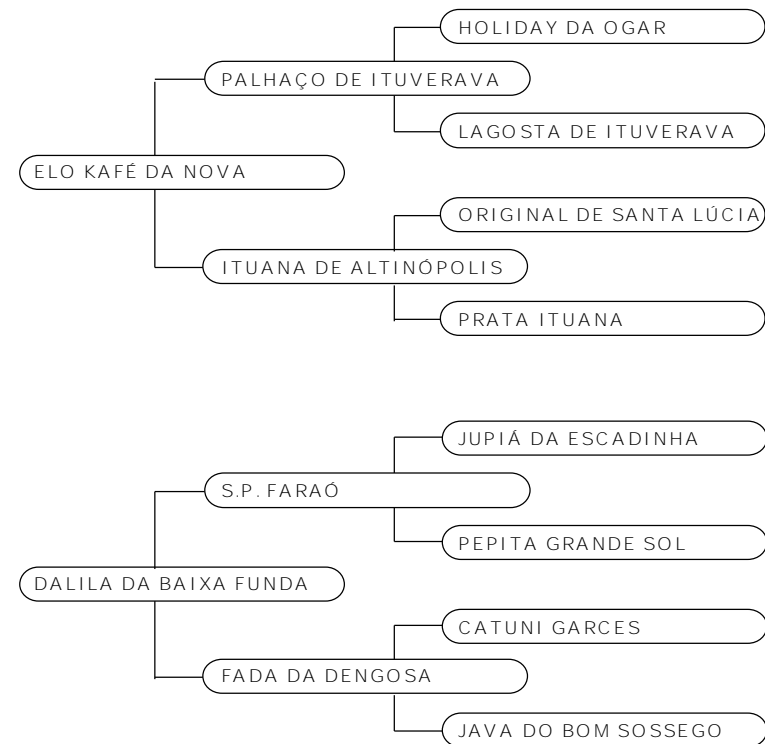 HOLIDAY DA OGAR
PALHAÇO DE ITUVERAVA
LAGOSTA DE ITUVERAVA
ELO KAFÉ DA NOVA
ORIGINAL DE SANTA LÚCIA
ITUANA DE ALTINÓPOLIS
PRATA ITUANA
JUPIÁ DA ESCADINHA
S.P. FARAÓ
PEPITA GRANDE SOL
DALILA DA BAIXA FUNDA
CATUNI GARCES
FADA DA DENGOSA
JAVA DO BOM SOSSEGO